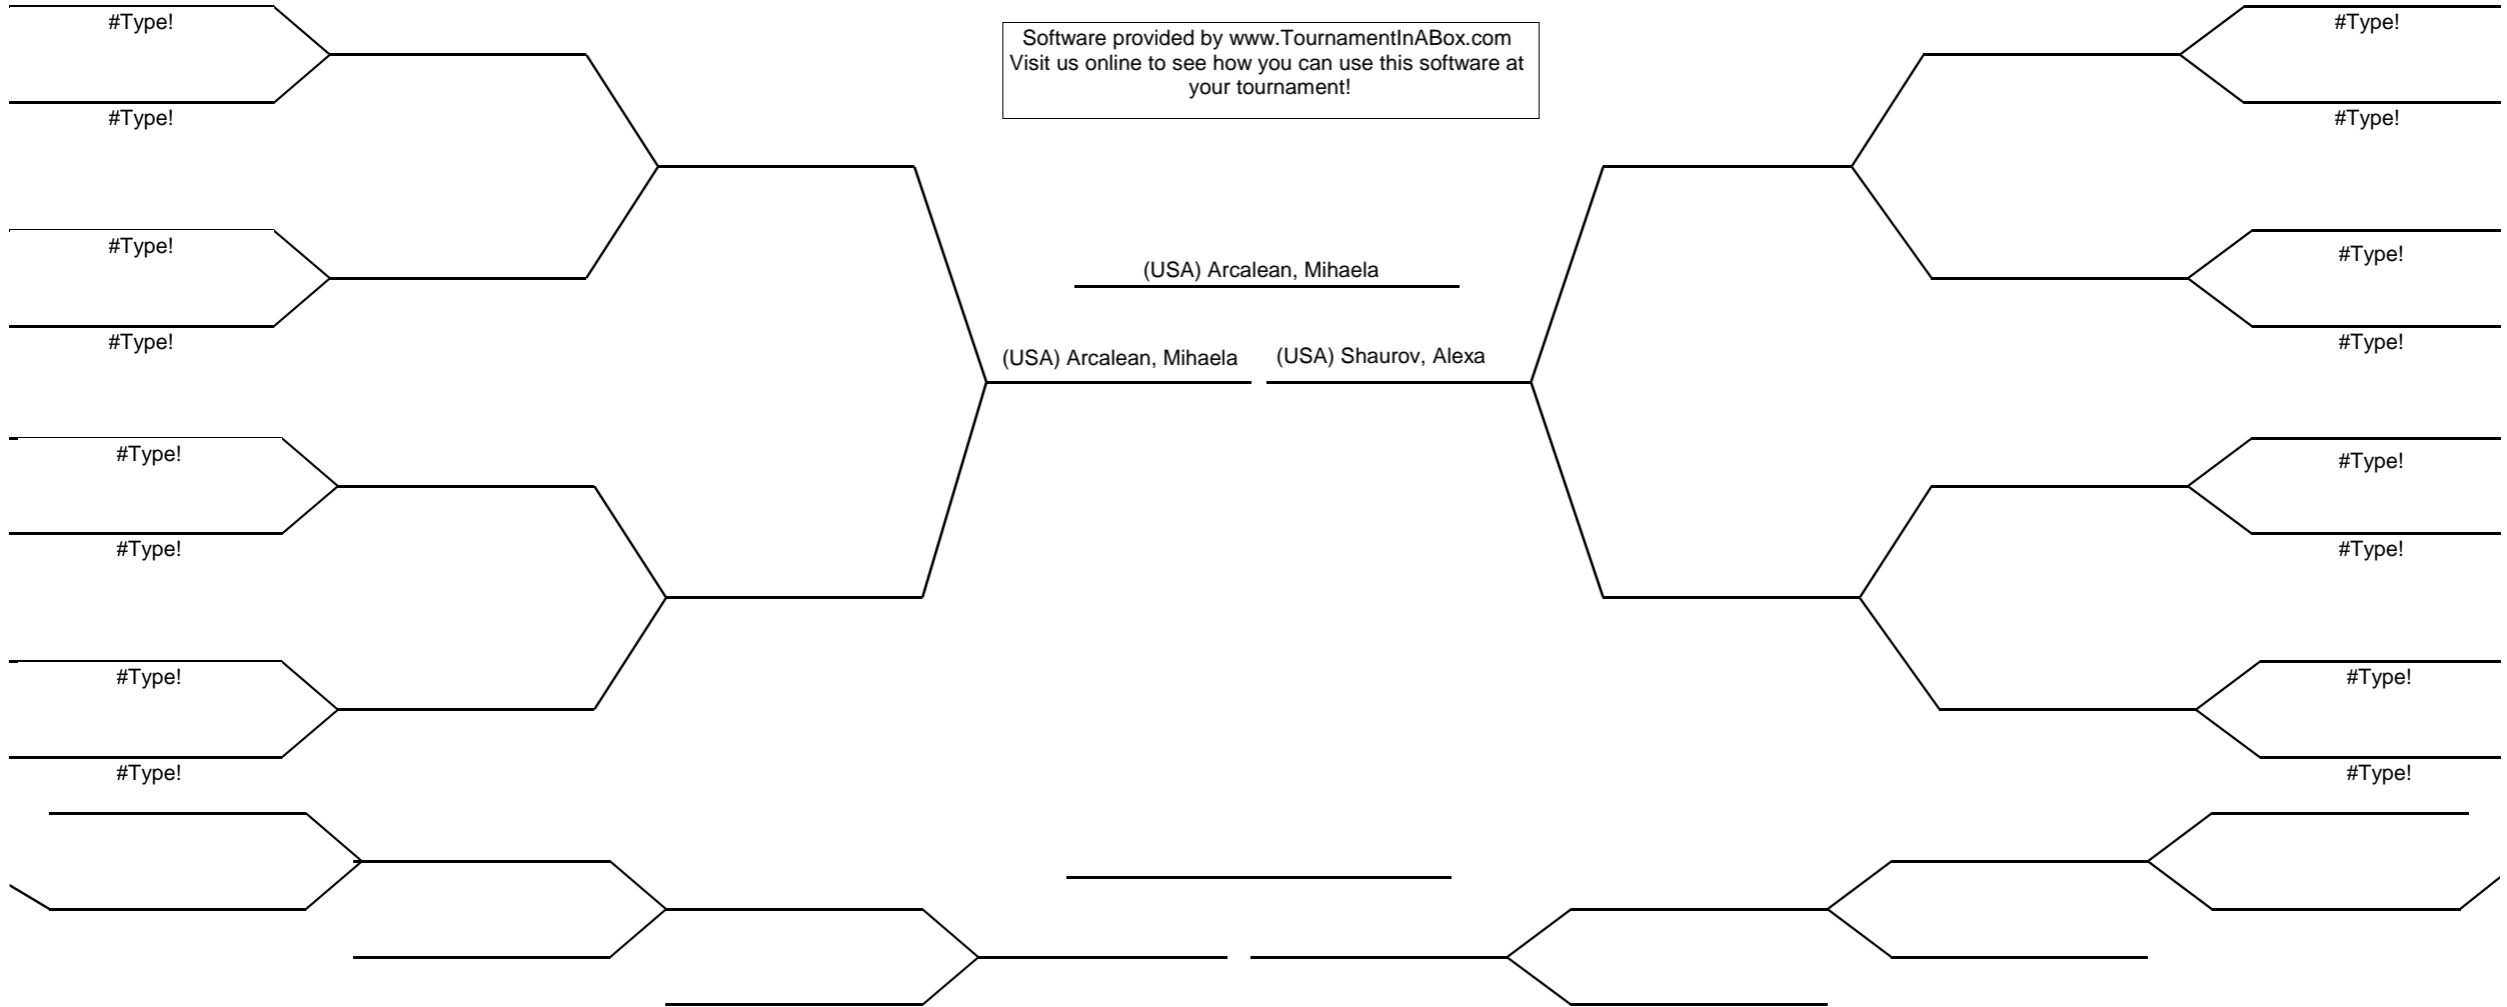 #Type!
#Type!
Software provided by www.TournamentInABox.com
Visit us online to see how you can use this software at
your tournament!
#Type!
#Type!
#Type!
#Type!
(USA) Arcalean, Mihaela
#Type!
#Type!
(USA) Arcalean, Mihaela
(USA) Shaurov, Alexa
#Type!
#Type!
#Type!
#Type!
#Type!
#Type!
#Type!
#Type!